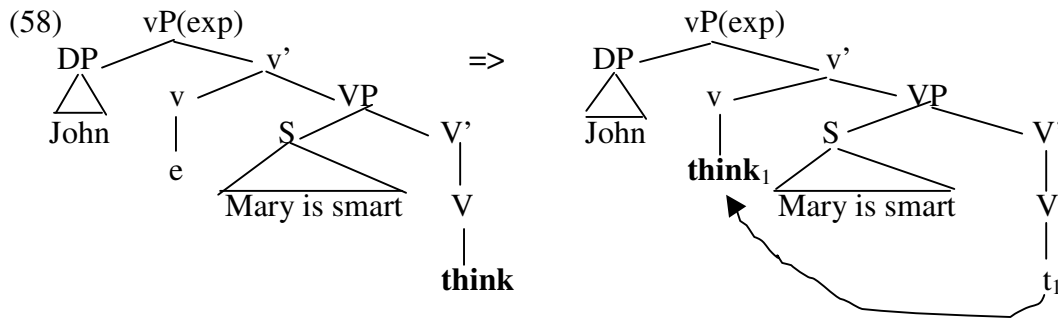 (58) vP(exp) vP(exp)
DP v’ => DP v’
v VP v VP
John S V’ John S V’
e think₁
Mary is smart V Mary is smart V
think t₁